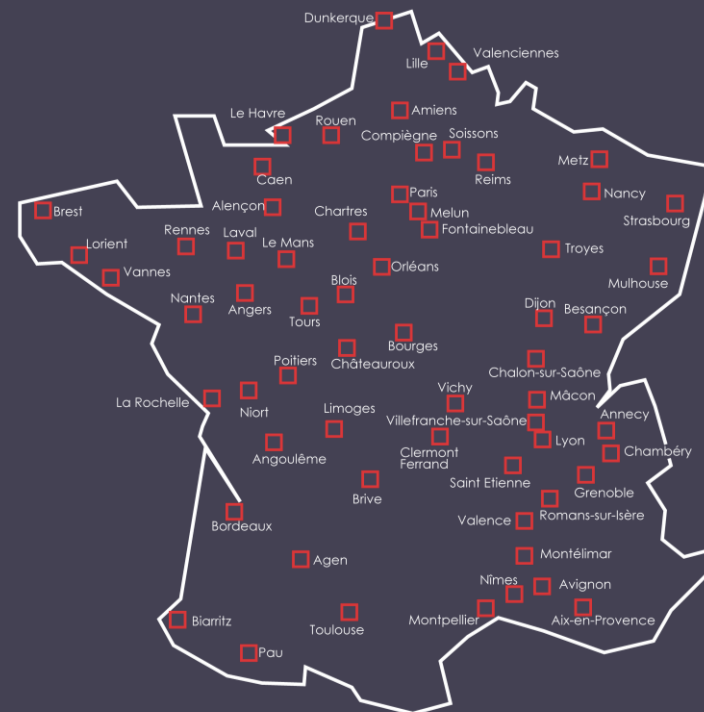 Dunkerque
Lille
Valenciennes
Amiens
Le Havre
Rouen
Compiègne
Soissons
Reims
Metz
Caen
Nancy
Strasbourg
Paris
Alençon
Melun
Brest
Chartres
Fontainebleau
Rennes
Laval
Le Mans
Lorient
Vannes
Orléans
Troyes
Mulhouse
Blois
Nantes
Angers
Tours
Dijon
Besançon
Bourges
Châteauroux
Chalon-sur-Saône
Poitiers
La Rochelle
Niort
Vichy
Mâcon
Limoges
Villefranche-sur-Saône
Annecy
Lyon
Angoulême
Clermont
Ferrand
Chambéry
Saint Etienne
Grenoble
Brive
Romans-sur-Isère
Bordeaux
Valence
Agen
Montélimar
Nîmes
Avignon
Biarritz
Toulouse
Montpellier
Aix-en-Provence
Pau